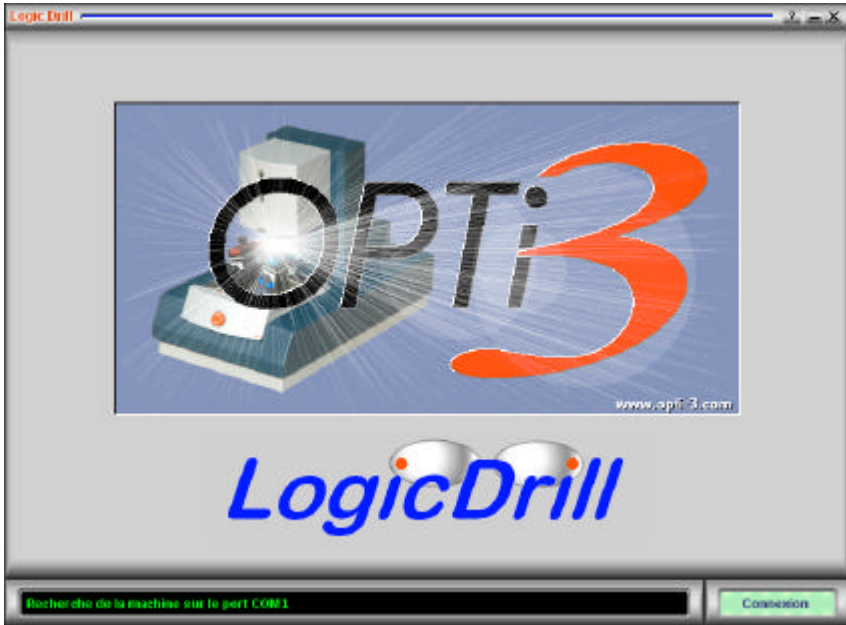 Logic Drill
OPTi3
www.opti-3.com
LogicDrill
Recherche de la machine sur le port COM1
Connexion